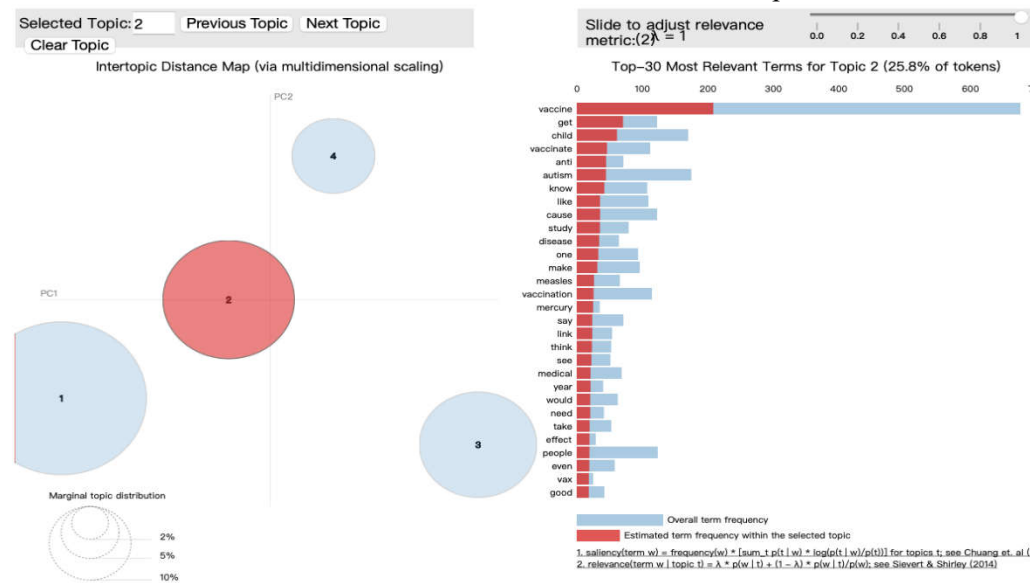 Selected Topic: 2 Previous Topic Next Topic
Clear Topic
Slide to adjust relevance
metric:(2) λ = 1
0.0 0.2 0.4 0.6 0.8 1
Intertopic Distance Map (via multidimensional scaling)
PC2
PC1
4
2
1
3
Marginal topic distribution
2%
5%
10%
Top-30 Most Relevant Terms for Topic 2 (25.8% of tokens)
0 100 200 300 400 500 600
vaccine
get
child
vaccinate
anti
autism
know
like
cause
study
disease
one
make
measles
vaccination
mercury
say
link
think
see
medical
year
would
need
take
effect
people
even
vax
good
Overall term frequency
Estimated term frequency within the selected topic
1. saliency(term w) = frequency(w) * [sum_t p(t | w) * log(p(t | w)/p(t))] for topics t; see Chuang et. al (
2. relevance(term w | topic t) = λ * p(w | t) + (1 − λ) * p(w | t)/p(w); see Sievert & Shirley (2014)